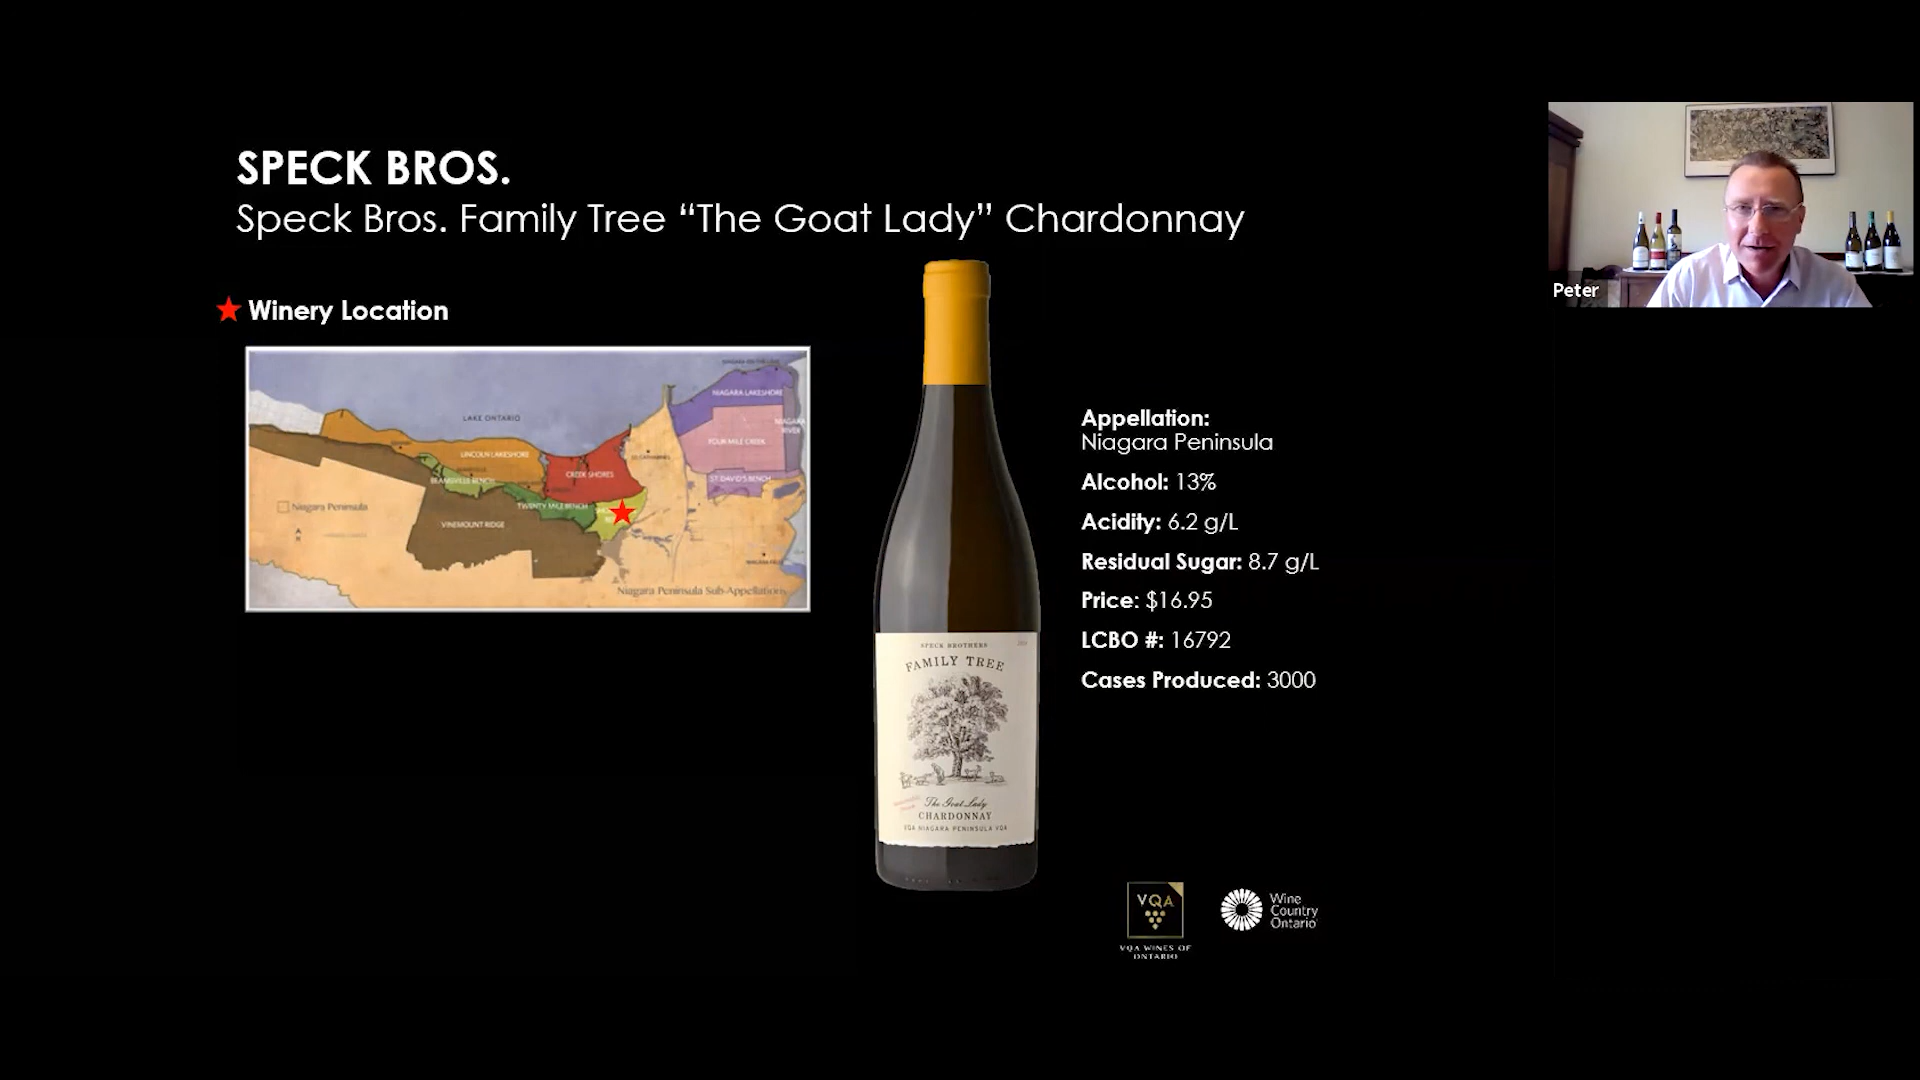 SPECK BROS.
Speck Bros. Family Tree “The Goat Lady” Chardonnay
Peter
Winery Location
LAKE ONTARIO
NIAGARA LAKESHORE
NIAGARA
RIVER
FOUR MILE CREEK
LINCOLN LAKESHORE
CREEK SHORES
ST. DAVID'S BENCH
BEAMSVILLE BENCH
TWENTY MILE BENCH
Niagara Peninsula
VINEMOUNT RIDGE
Niagara Peninsula Sub-Appellations
SPECK BROTHERS
FAMILY TREE
The Goat Lady
CHARDONNAY
VQA NIAGARA PENINSULA VQA
Appellation:
Niagara Peninsula
Alcohol: 13%
Acidity: 6.2 g/L
Residual Sugar: 8.7 g/L
Price: $16.95
LCBO #: 16792
Cases Produced: 3000
VQA
VQA WINES OF
ONTARIO
Wine
Country
Ontario